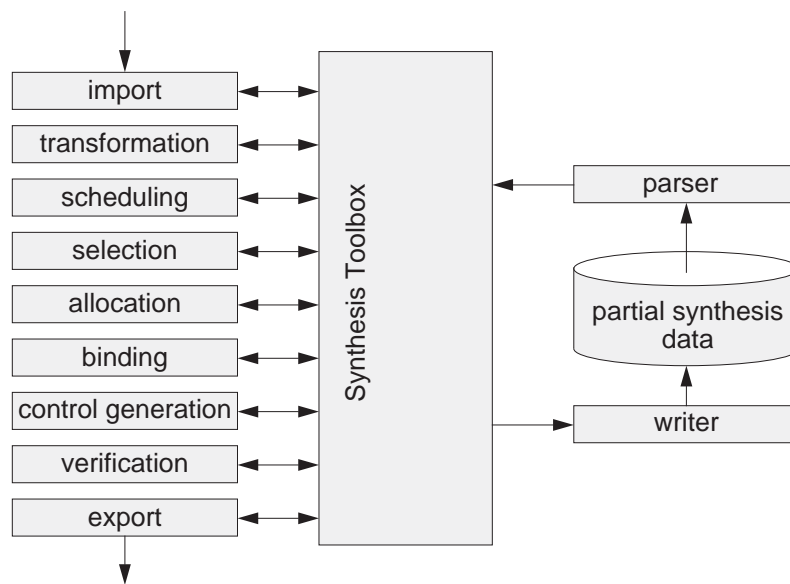 import
transformation
scheduling
selection
allocation
binding
control generation
verification
export
Synthesis Toolbox
parser
partial synthesis
data
writer